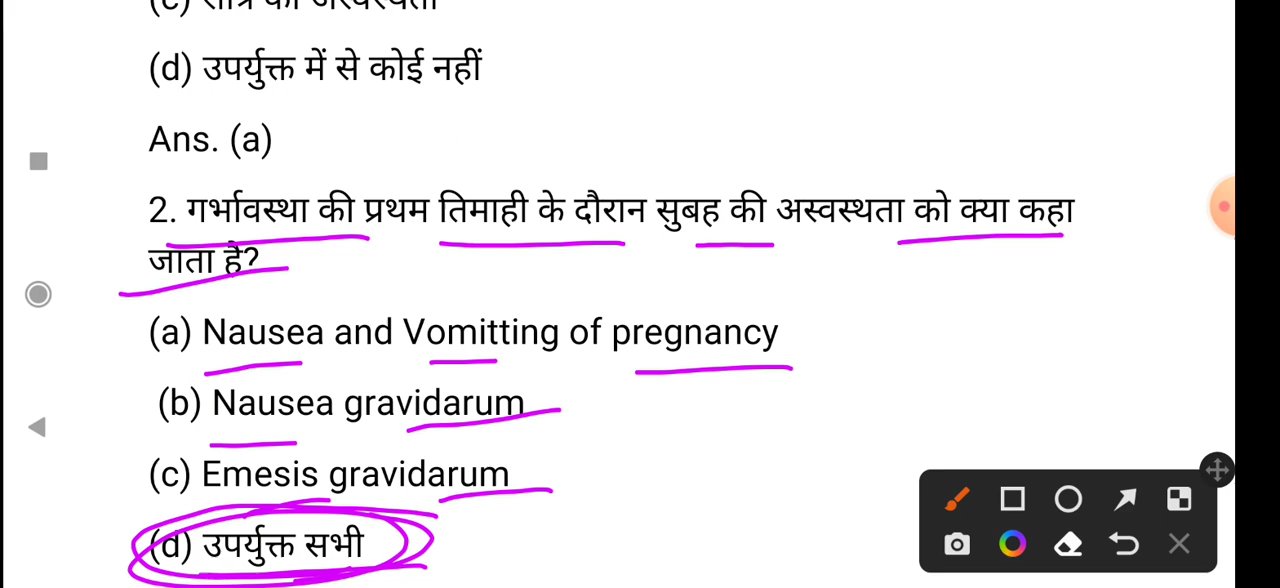 (d) उपर्युक्त में से कोई नहीं
Ans. (a)
2. गर्भावस्था की प्रथम तिमाही के दौरान सुबह की अस्वस्थता को क्या कहा
जाता है?
(a) Nausea and Vomitting of pregnancy
(b) Nausea gravidarum
(c) Emesis gravidarum
(d) उपर्युक्त सभी